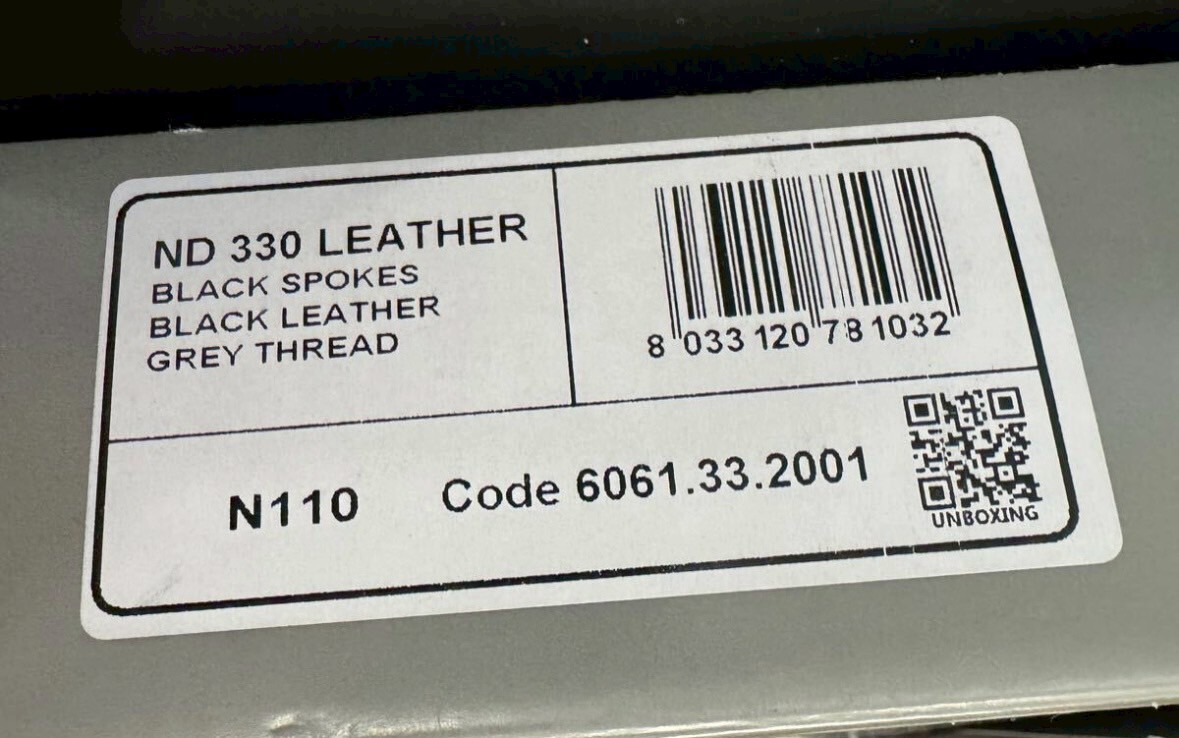 ND 330 LEATHER
BLACK SPOKES
BLACK LEATHER
GREY THREAD
8 033120 781032
N110
Code 6061.33.2001
UNBOXING